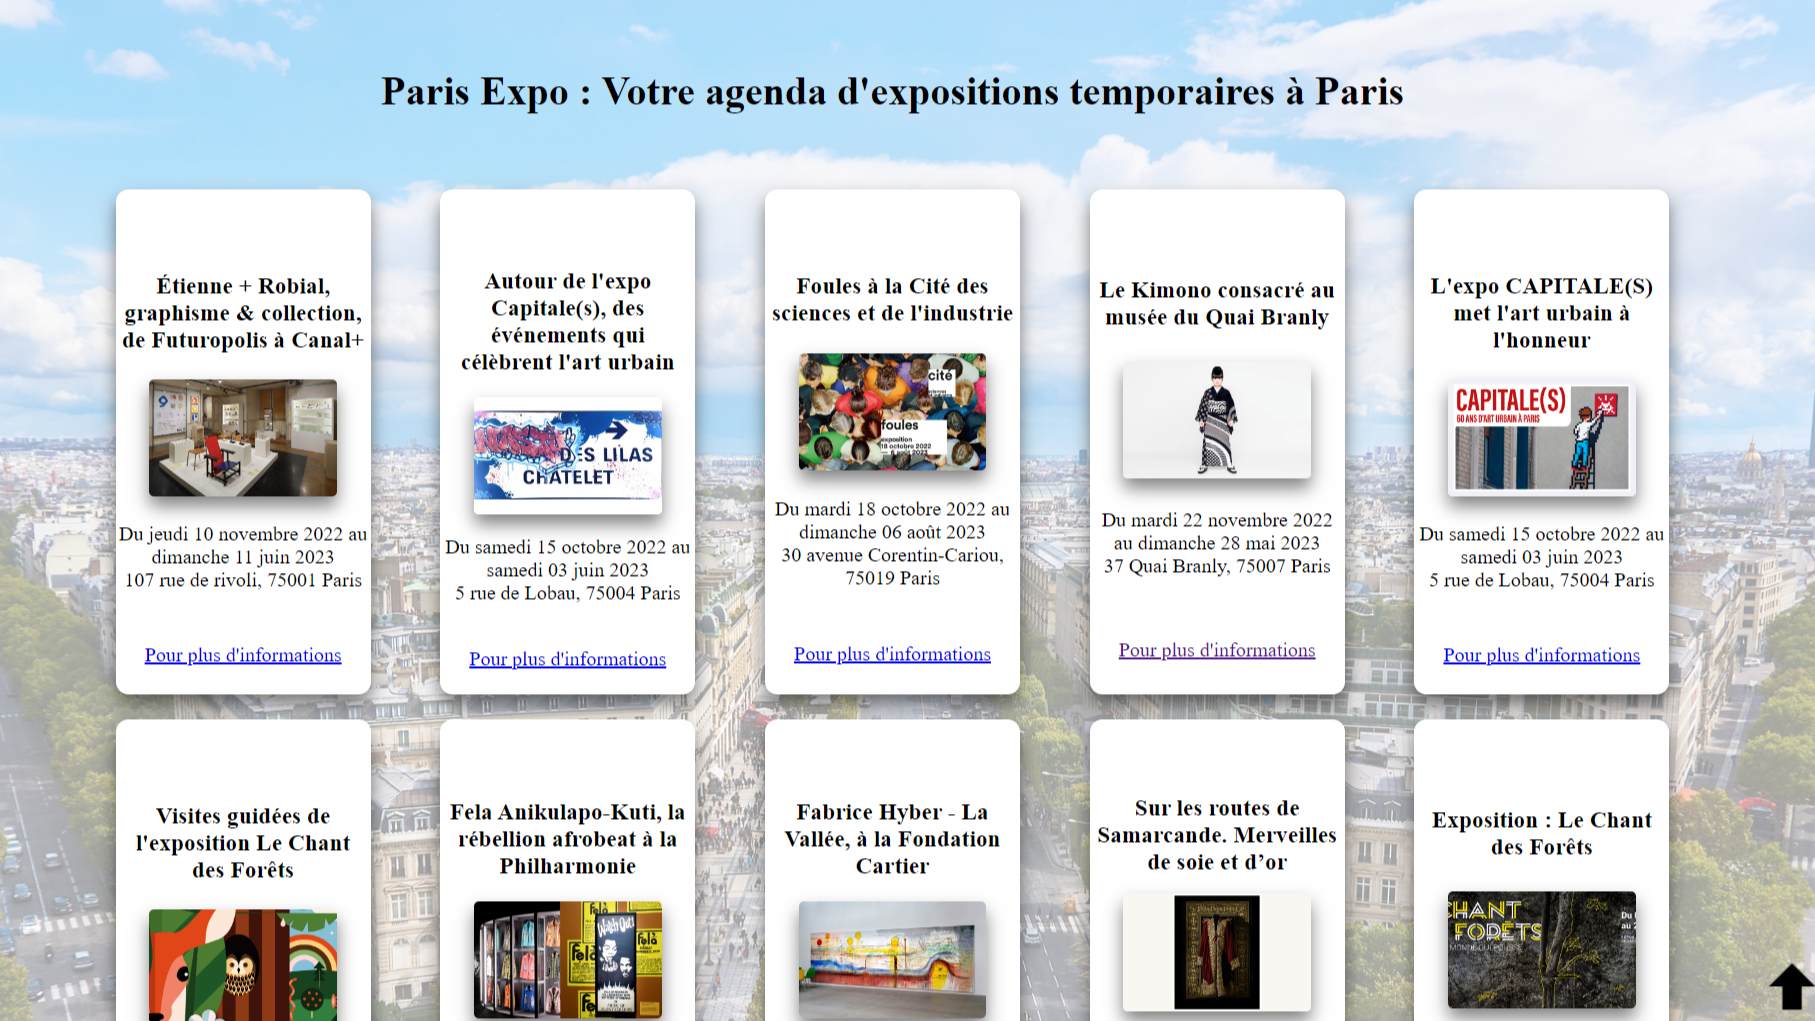 Paris Expo : Votre agenda d'expositions temporaires à Paris
Étienne + Robial,
graphisme & collection,
de Futuropolis à Canal+
Du jeudi 10 novembre 2022 au
dimanche 11 juin 2023
107 rue de rivoli, 75001 Paris
Pour plus d'informations
Autour de l'expo
Capitale(s), des
événements qui
célèbrent l'art urbain
DES LILAS
CHATELET
Du samedi 15 octobre 2022 au
samedi 03 juin 2023
5 rue de Lobau, 75004 Paris
Pour plus d'informations
Foules à la Cité des
sciences et de l'industrie
cité
foules
exposition
18 octobre 2022
Du mardi 18 octobre 2022 au
dimanche 06 août 2023
30 avenue Corentin-Cariou,
75019 Paris
Pour plus d'informations
Le Kimono consacré au
musée du Quai Branly
Du mardi 22 novembre 2022
au dimanche 28 mai 2023
37 Quai Branly, 75007 Paris
Pour plus d'informations
L'expo CAPITALE(S)
met l'art urbain à
l'honneur
CAPITALE(S)
60 ANS D'ART URBAIN À PARIS
Du samedi 15 octobre 2022 au
samedi 03 juin 2023
5 rue de Lobau, 75004 Paris
Pour plus d'informations
Visites guidées de
l'exposition Le Chant
des Forêts
Fela Anikulapo-Kuti, la
rébellion afrobeat à la
Philharmonie
Fabrice Hyber - La
Vallée, à la Fondation
Cartier
Sur les routes de
Samarcande. Merveilles
de soie et d’or
Exposition : Le Chant
des Forêts
CHANT
FORÊTS